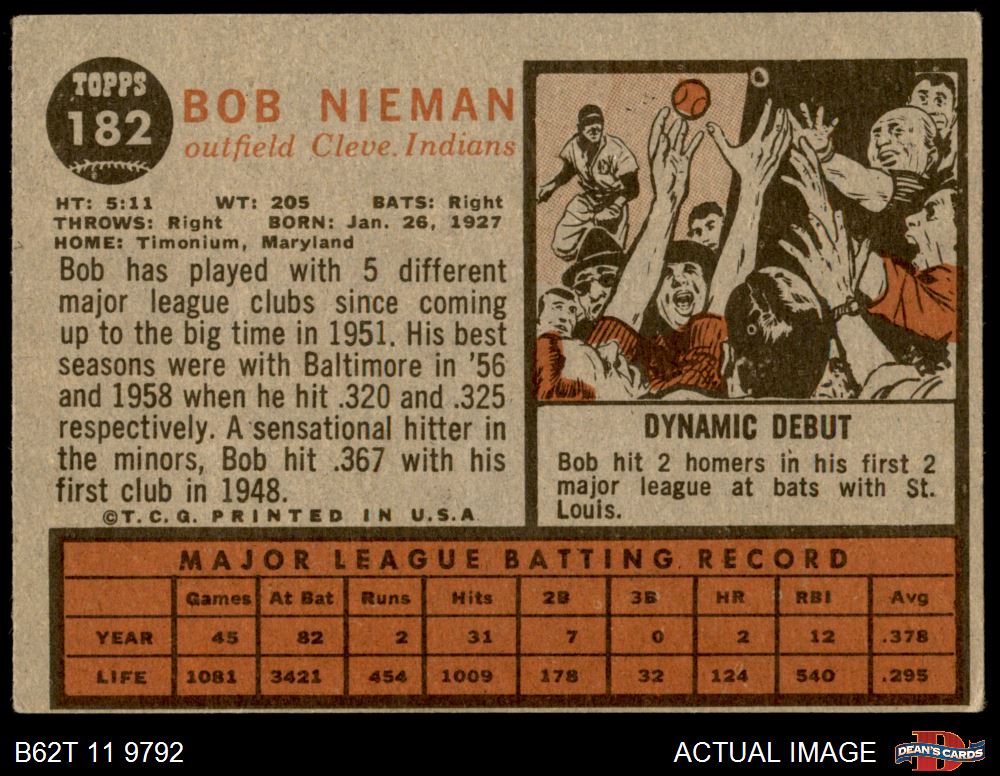 TOPPS
182
BOB NIEMAN
outfield Cleve. Indians
HT: 5:11 WT: 205 BATS: Right
THROWS: Right BORN: Jan. 26, 1927
HOME: Timonium, Maryland
Bob has played with 5 different
major league clubs since coming
up to the big time in 1951. His best
seasons were with Baltimore in '56
and 1958 when he hit .320 and .325
respectively. A sensational hitter in
the minors, Bob hit .367 with his
first club in 1948.
©T.C.G. PRINTED IN U.S.A.
DYNAMIC DEBUT
Bob hit 2 homers in his first 2
major league at bats with St.
Louis.
MAJOR LEAGUE BATTING RECORD
Games At Bat Runs Hits 2B 3B HR RBI Avg
YEAR 45 82 2 31 7 0 2 12 .378
LIFE 1081 3421 454 1009 178 32 124 540 .295
B62T 11 9792
ACTUAL IMAGE
DEAN'S CARDS